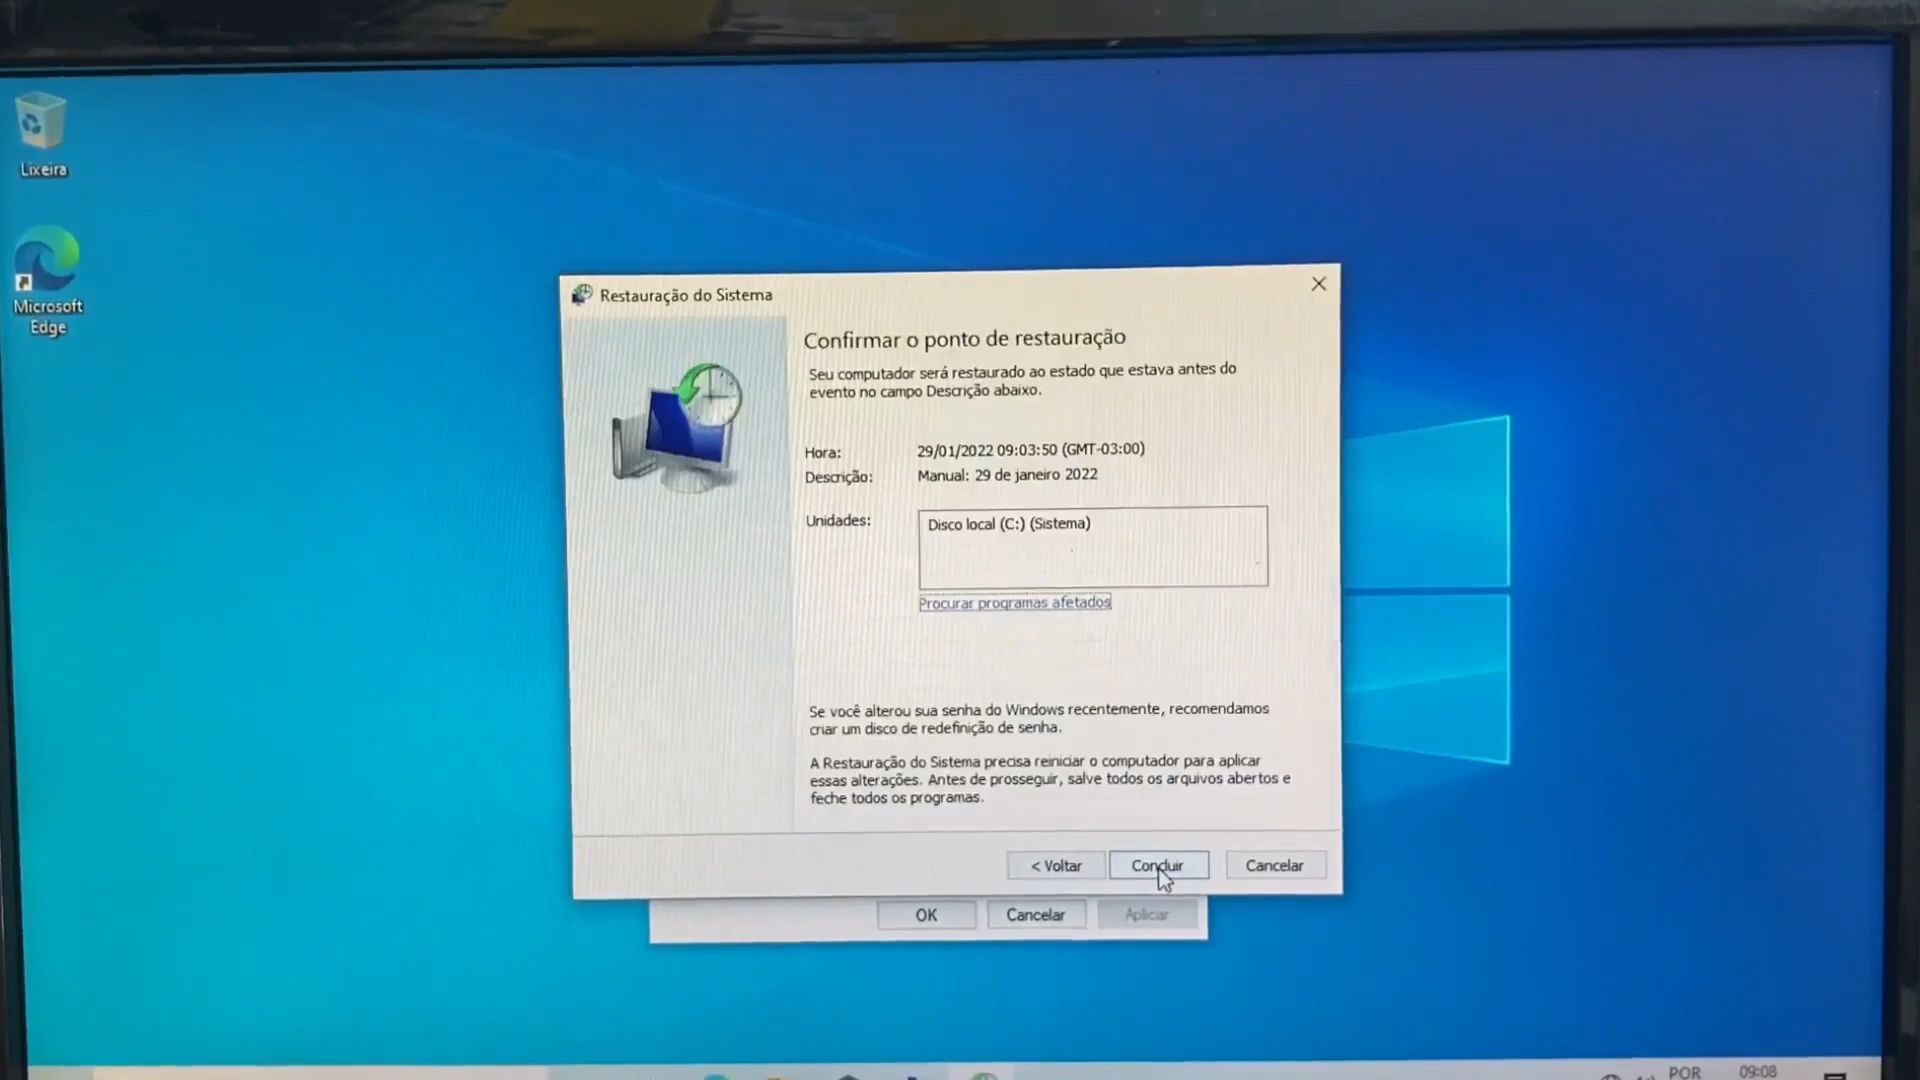 Lixeira
Microsoft
Edge
Restauração do Sistema
Confirmar o ponto de restauração
Seu computador será restaurado ao estado que estava antes do
evento no campo Descrição abaixo.
Hora: 29/01/2022 09:03:50 (GMT-03:00)
Descrição: Manual: 29 de janeiro 2022
Unidades: Disco local (C:) (Sistema)
Procurar programas afetados
Se você alterou sua senha do Windows recentemente, recomendamos
criar um disco de redefinição de senha.
A Restauração do Sistema precisa reiniciar o computador para aplicar
essas alterações. Antes de prosseguir, salve todos os arquivos abertos e
feche todos os programas.
< Voltar Concluir Cancelar
OK Cancelar Aplicar
POR 09:08